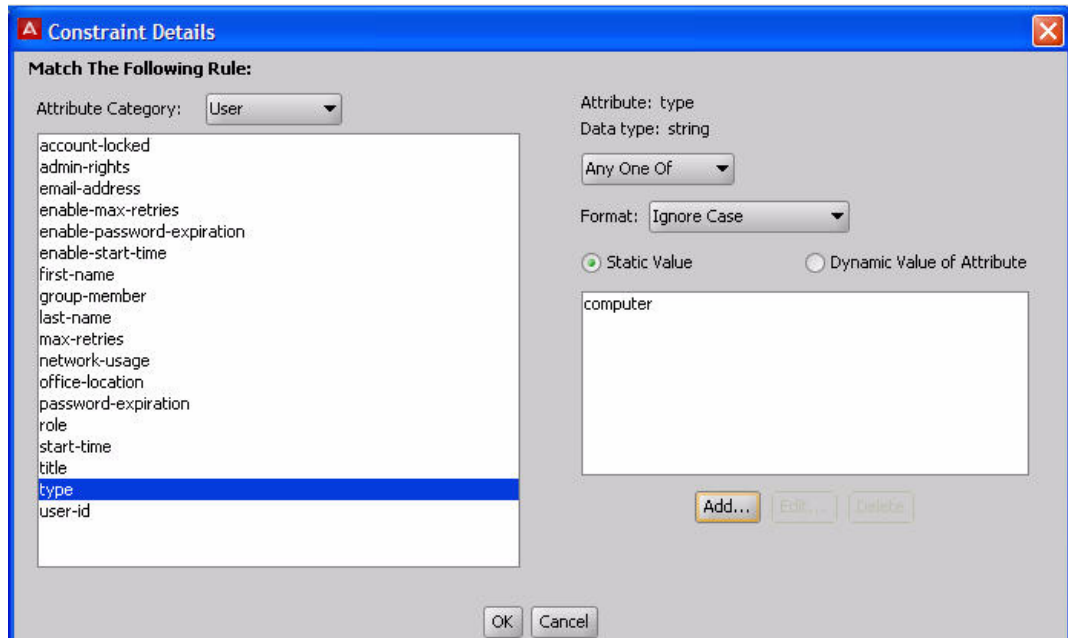 Constraint Details
Match The Following Rule:
Attribute Category: User
account-locked
admin-rights
email-address
enable-max-retries
enable-password-expiration
enable-start-time
first-name
group-member
last-name
max-retries
network-usage
office-location
password-expiration
role
start-time
title
type
user-id
Attribute: type
Data type: string
Any One Of
Format: Ignore Case
Static Value Dynamic Value of Attribute
computer
Add... Edit... Delete
OK Cancel